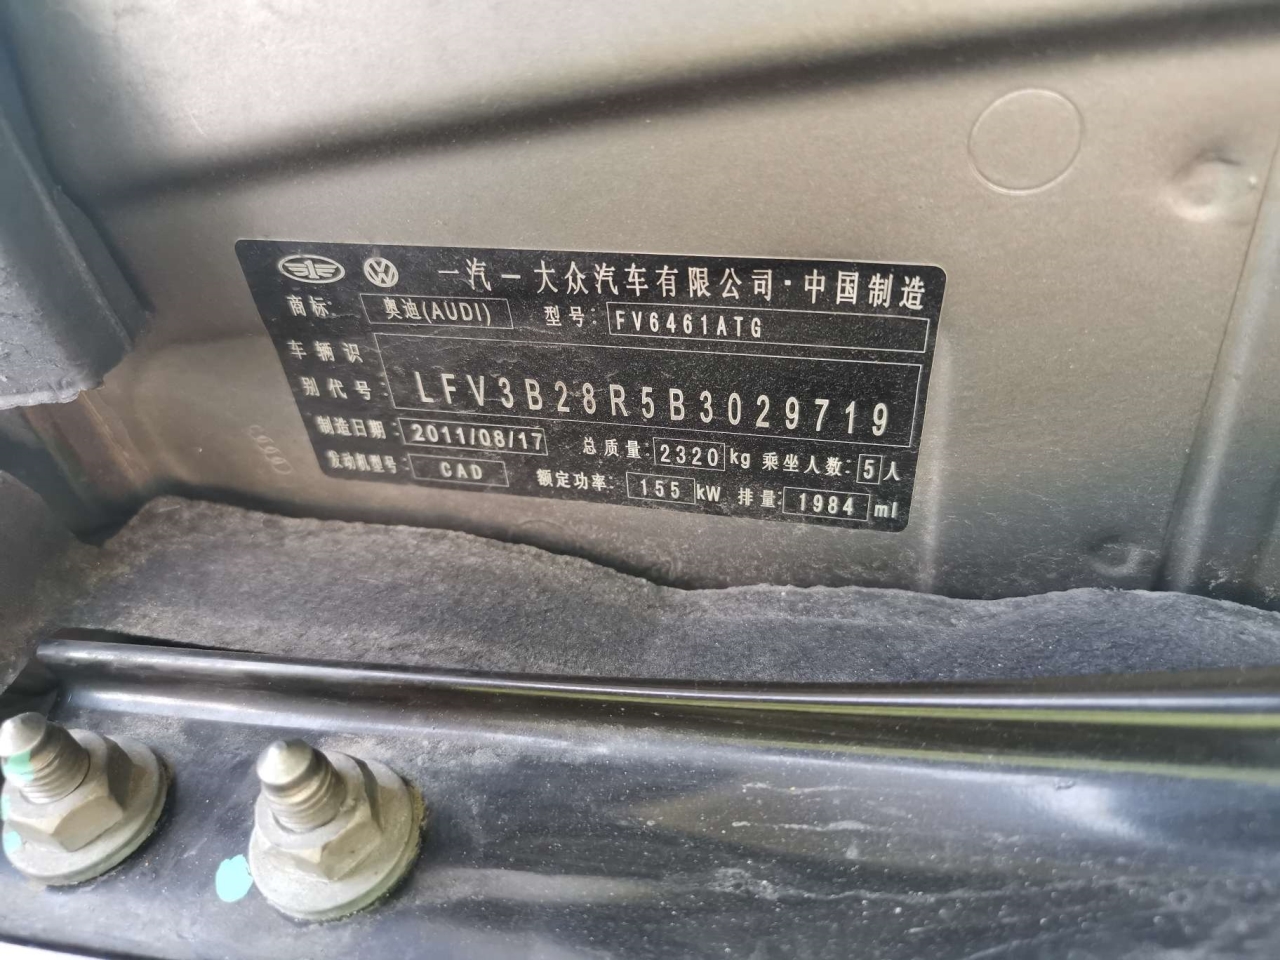 一汽一大众汽车有限公司·中国制造
商标: 奥迪(AUDI) 型号: FV6461ATG
车辆识
别代号: LFV3B28R5B3029719
制造日期: 2011/08/17 总质量: 2320 kg 乘坐人数: 5 人
发动机型号: CAD 额定功率: 155 kW 排量: 1984 ml